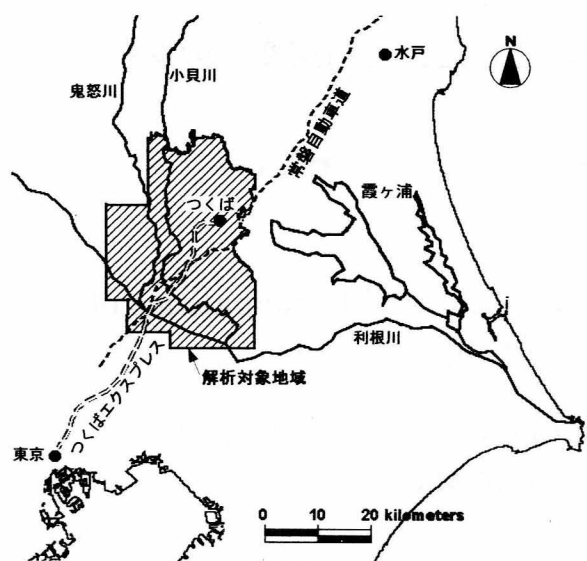 水戸
N
小貝川
鬼怒川
常磐自動車道
霞ヶ浦
つくば
利根川
解析対象地域
つくばエクスプレス
東京
0 10 20 kilometers